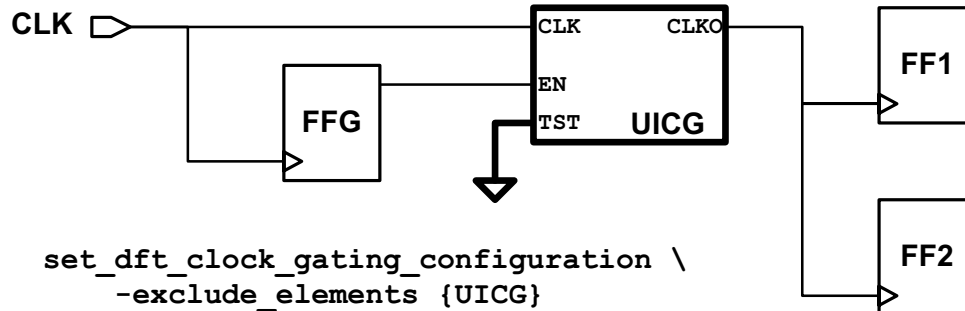 CLK
CLK CLKO
FF1
EN
FFG
TST UICG
FF2
set_dft_clock_gating_configuration \
-exclude_elements {UICG}